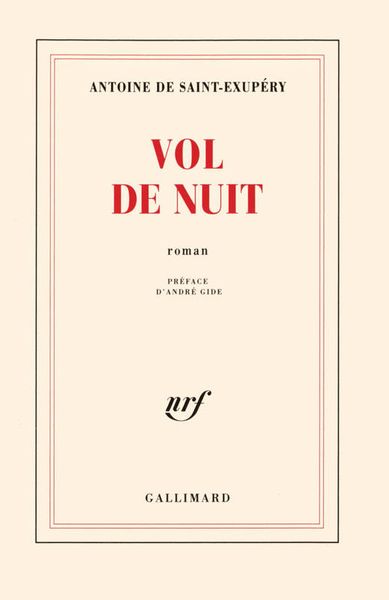 ANTOINE DE SAINT-EXUPÉRY
VOL
DE NUIT
roman
PRÉFACE
D'ANDRÉ GIDE
nrf
GALLIMARD